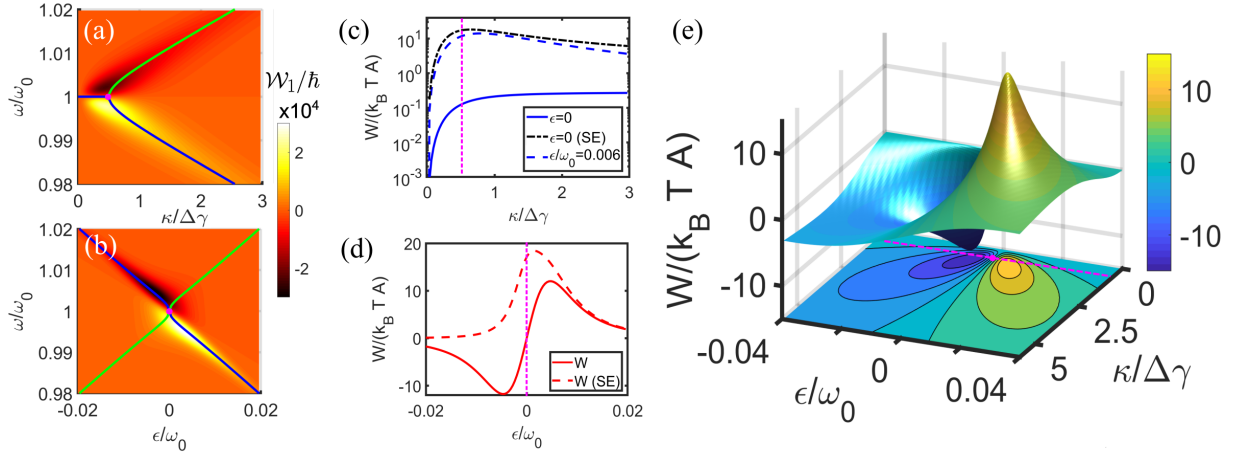 (a)
1.02
1.01
1
0.99
0.98
ω/ω₀
0
1
2
3
κ/Δγ
𝒲₁/ħ
x10⁴
2
0
-2
(b)
1.02
1.01
1
0.99
0.98
ω/ω₀
-0.02
0
0.02
ϵ/ω₀
(c)
10¹
10⁰
10⁻¹
10⁻²
10⁻³
W/(k_B T A)
ϵ=0
ϵ=0 (SE)
ϵ/ω₀=0.006
0
1
2
3
κ/Δγ
(d)
20
10
0
-10
W/(k_B T A)
W
W (SE)
-0.02
-0.01
0
0.01
0.02
ϵ/ω₀
(e)
10
0
-10
W/(k_B T A)
-0.04
0
0.04
ϵ/ω₀
0
2.5
5
κ/Δγ
10
5
0
-10